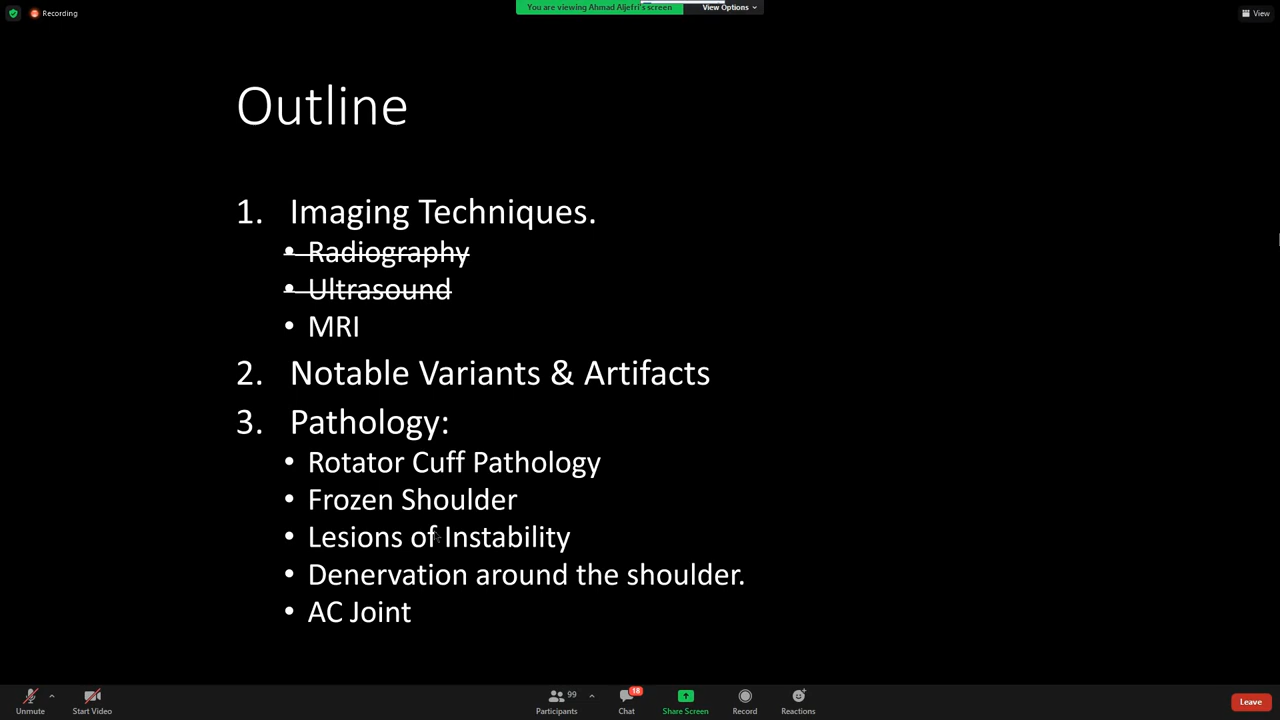 Recording
You are viewing Ahmad Aljefri's screen
View Options
View
Outline
1. Imaging Techniques.
• Radiography
• Ultrasound
• MRI
2. Notable Variants & Artifacts
3. Pathology:
• Rotator Cuff Pathology
• Frozen Shoulder
• Lesions of Instability
• Denervation around the shoulder.
• AC Joint
99
18
Unmute
Start Video
Participants
Chat
Share Screen
Record
Reactions
Leave